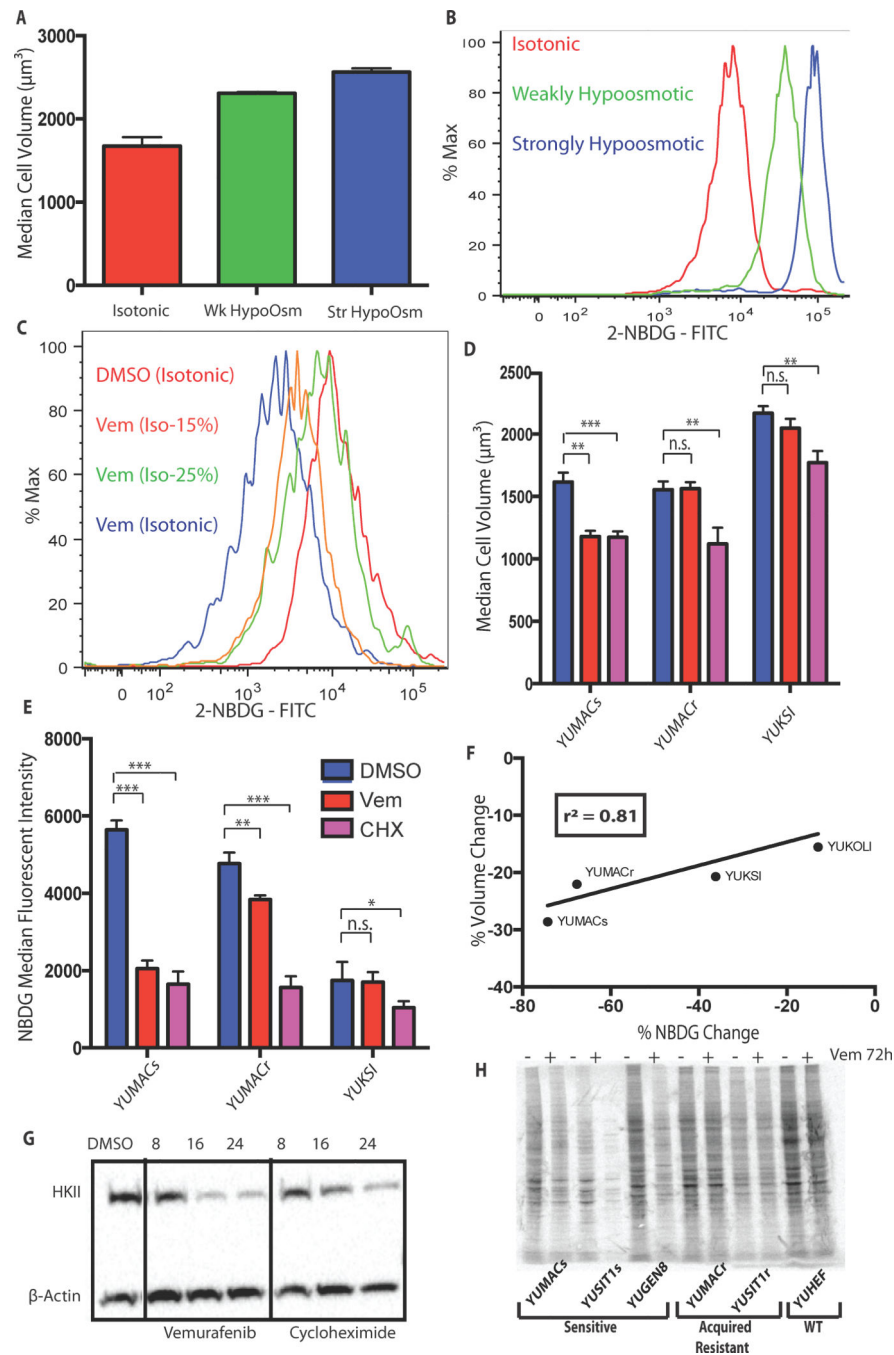 A
Median Cell Volume (µm³)
3000
2000
1000
0
Isotonic
Wk HypoOsm
Str HypoOsm
B
Isotonic
Weakly Hypoosmotic
Strongly Hypoosmotic
% Max
100
80
60
40
20
0
0 10² 10³ 10⁴ 10⁵
2-NBDG - FITC
C
DMSO (Isotonic)
Vem (Iso-15%)
Vem (Iso-25%)
Vem (Isotonic)
% Max
100
80
60
40
20
0
0 10² 10³ 10⁴ 10⁵
2-NBDG - FITC
D
Median Cell Volume (µm³)
2500
2000
1500
1000
500
0
***
**
**
n.s.
**
n.s.
YUMACs
YUMACr
YUKSI
E
NBDG Median Fluorescent Intensity
8000
6000
4000
2000
0
***
***
***
**
*
n.s.
DMSO
Vem
CHX
YUMACs
YUMACr
YUKSI
F
% Volume Change
0
-10
-20
-30
-40
r² = 0.81
YUMACr
YUMACs
YUKSI
YUKOLI
-80 -60 -40 -20 0
% NBDG Change
G
DMSO 8 16 24 8 16 24
HKII
β-Actin
Vemurafenib
Cycloheximide
H
- + - + - + - + - + - + Vem 72h
YUMACs
YUSIT1s
YUGEN8
YUMACr
YUSIT1r
YUHEF
Sensitive
Acquired
Resistant
WT